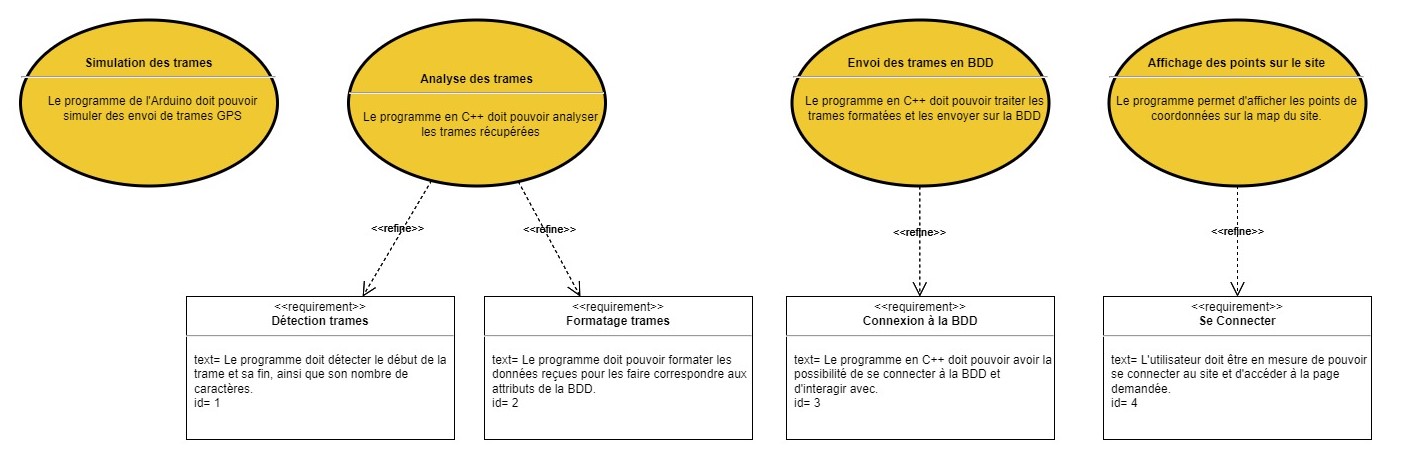 Simulation des trames
Le programme de l'Arduino doit pouvoir
simuler des envoi de trames GPS
Analyse des trames
Le programme en C++ doit pouvoir analyser
les trames récupérées
Envoi des trames en BDD
Le programme en C++ doit pouvoir traiter les
trames formatées et les envoyer sur la BDD
Affichage des points sur le site
Le programme permet d'afficher les points de
coordonnées sur la map du site.
<<refine>>
<<refine>>
<<refine>>
<<refine>>
<<requirement>>
Détection trames
text= Le programme doit détecter le début de la
trame et sa fin, ainsi que son nombre de
caractères.
id= 1
<<requirement>>
Formatage trames
text= Le programme doit pouvoir formater les
données reçues pour les faire correspondre aux
attributs de la BDD.
id= 2
<<requirement>>
Connexion à la BDD
text= Le programme en C++ doit pouvoir avoir la
possibilité de se connecter à la BDD et
d'interagir avec.
id= 3
<<requirement>>
Se Connecter
text= L'utilisateur doit être en mesure de pouvoir
se connecter au site et d'accéder à la page
demandée.
id= 4